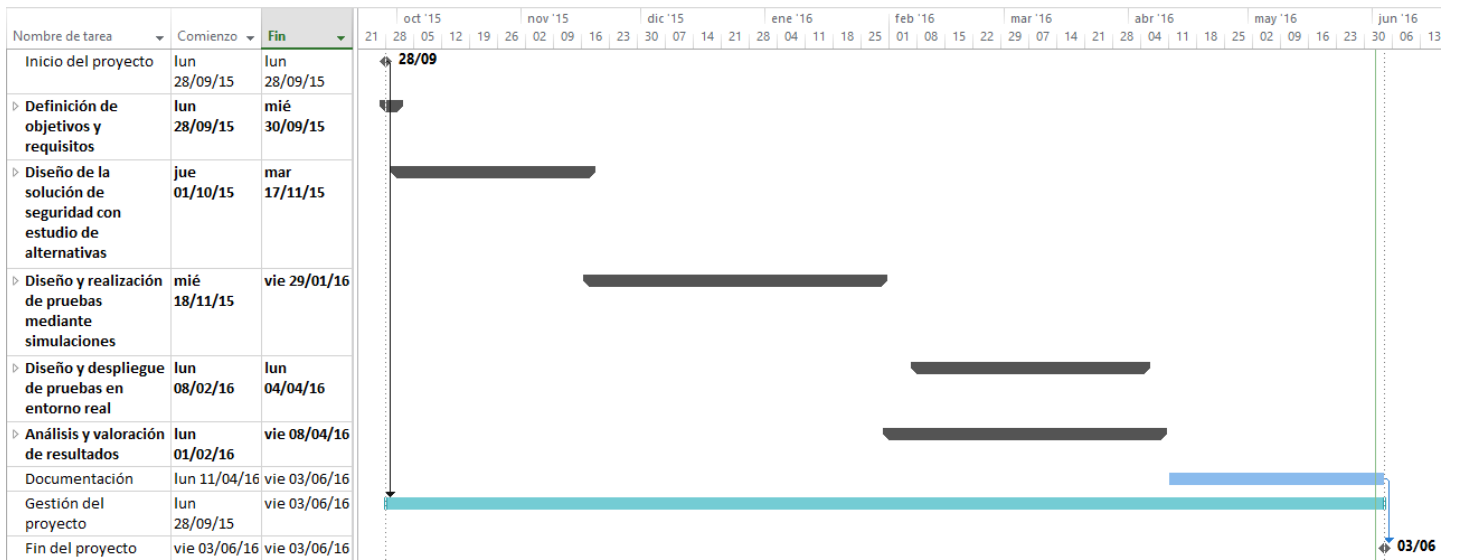 oct '15 nov '15 dic '15 ene '16 feb '16 mar '16 abr '16 may '16 jun '16
Nombre de tarea Comienzo Fin 21 28 05 12 19 26 02 09 16 23 30 07 14 21 28 04 11 18 25 01 08 15 22 29 07 14 21 28 04 11 18 25 02 09 16 23 30 06 13
Inicio del proyecto lun lun 28/09
28/09/15 28/09/15
Definición de lun mié
objetivos y 28/09/15 30/09/15
requisitos
Diseño de la jue mar
solución de 01/10/15 17/11/15
seguridad con
estudio de
alternativas
Diseño y realización mié vie 29/01/16
de pruebas 18/11/15
mediante
simulaciones
Diseño y despliegue lun lun
de pruebas en 08/02/16 04/04/16
entorno real
Análisis y valoración lun vie 08/04/16
de resultados 01/02/16
Documentación lun 11/04/16 vie 03/06/16
Gestión del lun vie 03/06/16
proyecto 28/09/15
Fin del proyecto vie 03/06/16 vie 03/06/16 03/06